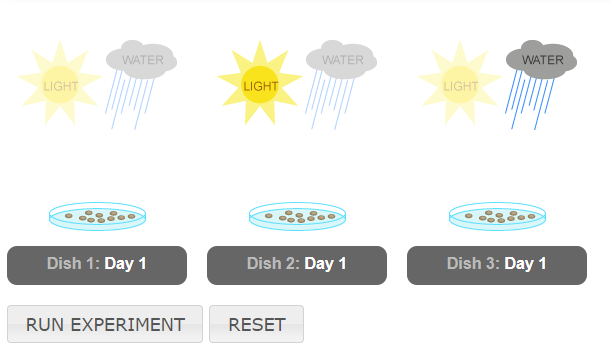 LIGHT WATER LIGHT WATER LIGHT WATER
Dish 1: Day 1 Dish 2: Day 1 Dish 3: Day 1
RUN EXPERIMENT RESET